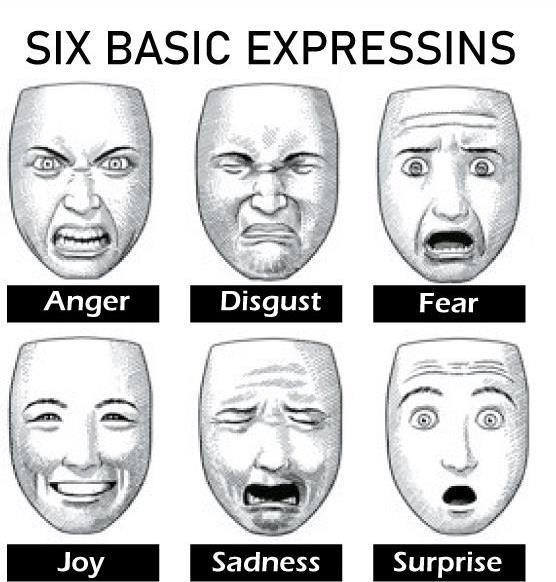 SIX BASIC EXPRESSINS
Anger
Disgust
Fear
Joy
Sadness
Surprise